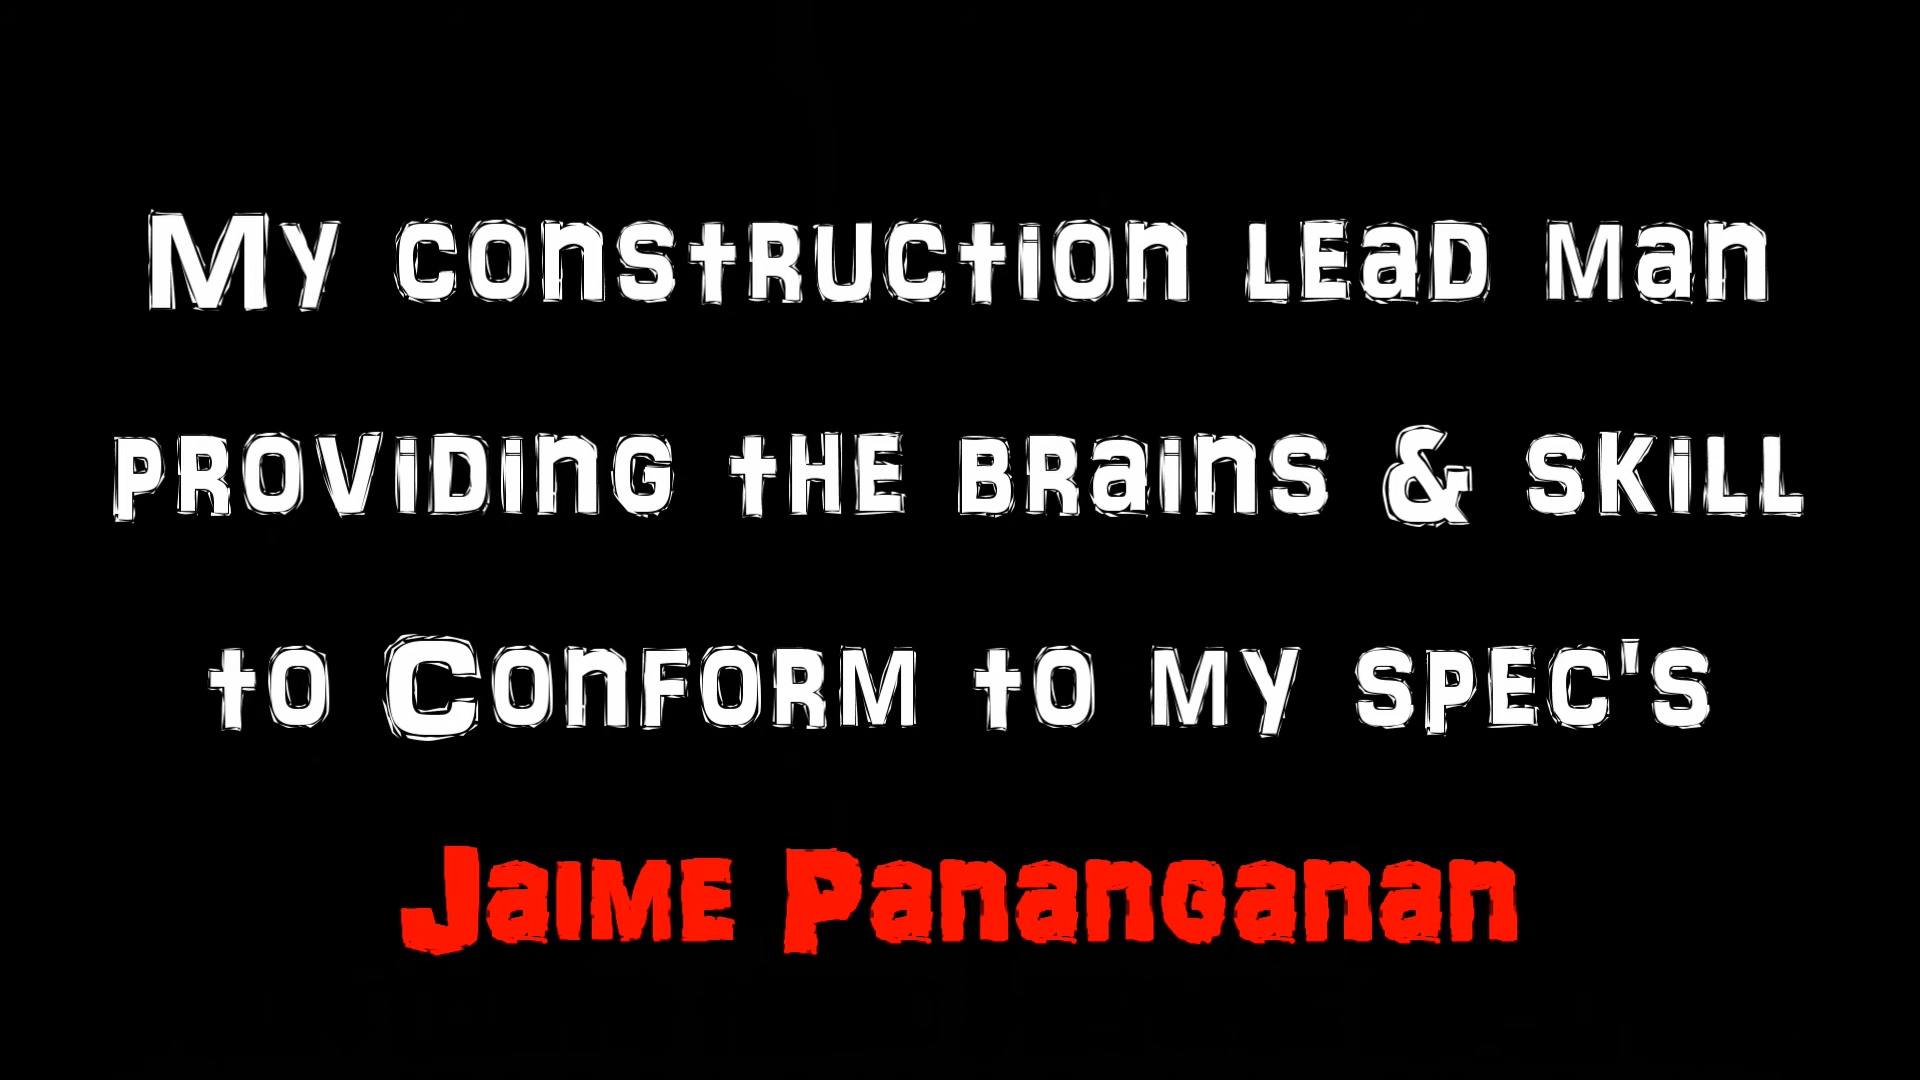 My construction lead man
providing the brains & skill
to Conform to my spec's
Jaime Pananganan